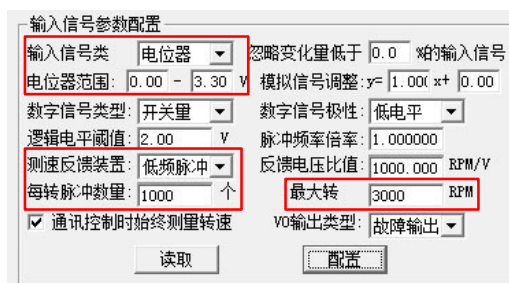 输入信号参数配置
输入信号类 电位器 忽略变化量低于 0.0 %的输入信号
电位器范围: 0.00 - 3.30 V 模拟信号调整:y= 1.00( x+ 0.00
数字信号类型: 开关量 数字信号极性: 低电平
逻辑电平阈值: 2.00 V 脉冲频率倍率: 1.000000
测速反馈装置: 低频脉冲 反馈电压比值: 1000.000 RPM/V
每转脉冲数量: 1000 个 最大转 3000 RPM
通讯控制时始终测量转速 VO输出类型: 故障输出
读取 配置